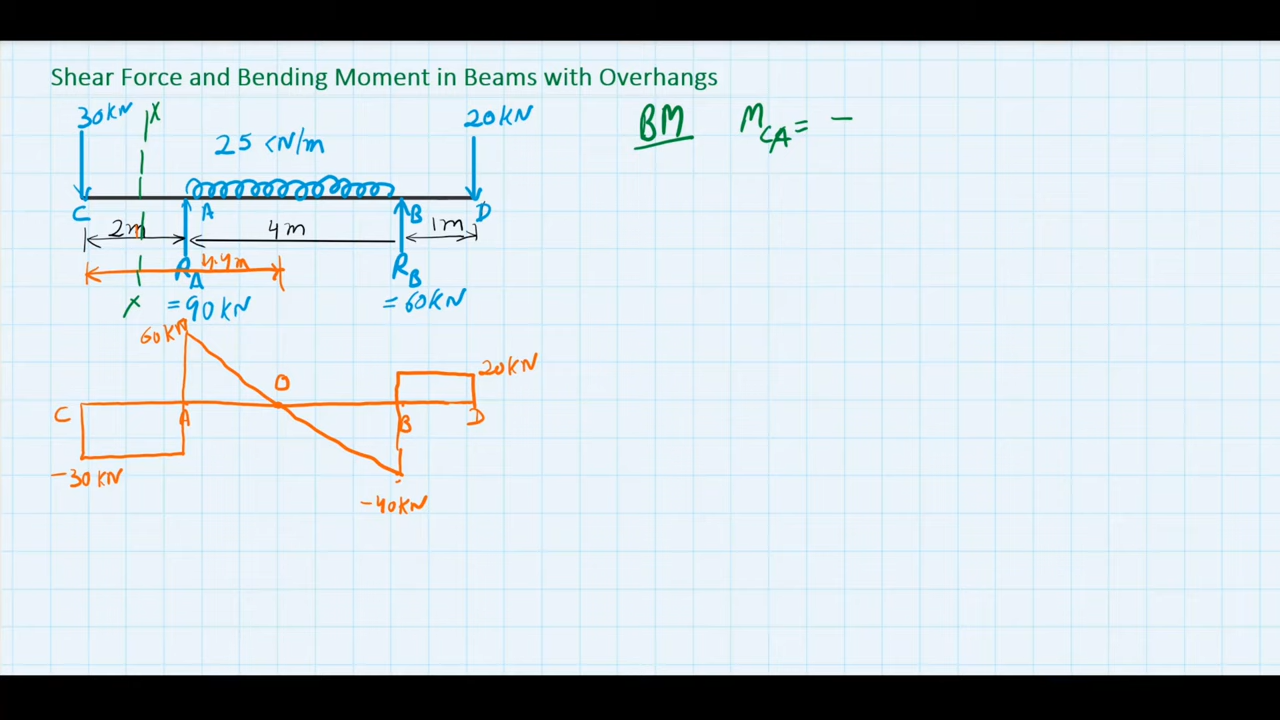 Shear Force and Bending Moment in Beams with Overhangs
30KN X 20KN
25 KN/m
BM M_CA = -
C A B D
2m 4m 1m
4.4m
R_A R_B
X = 90KN = 60KN
60KN
O 20KN
C A B D
-30KN
-40KN